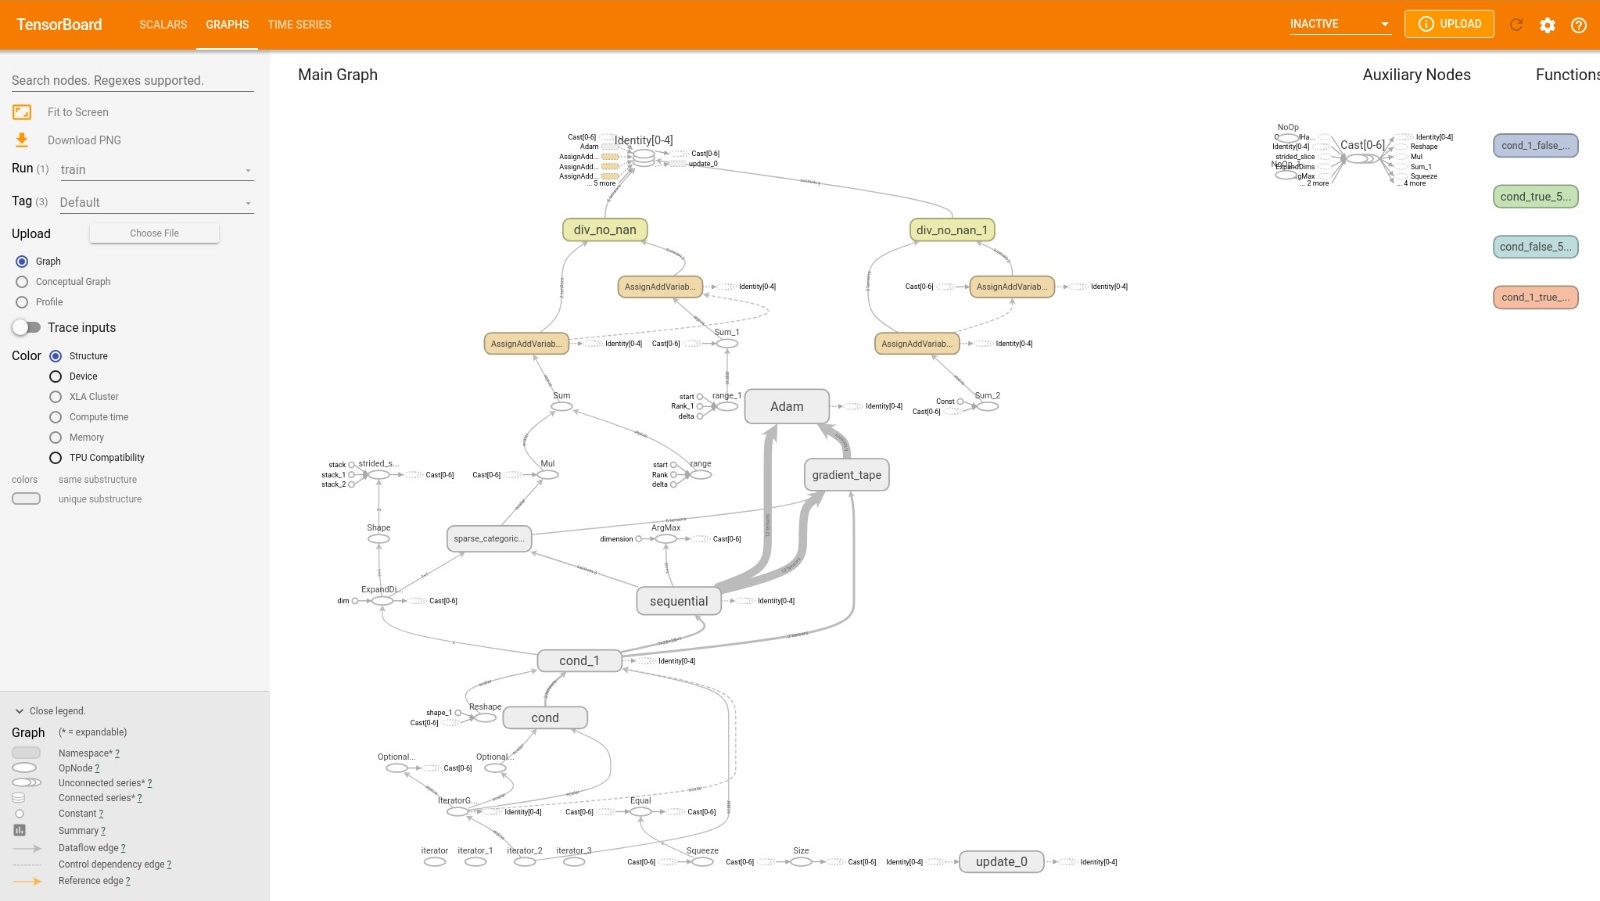 TensorBoard
SCALARS
GRAPHS
TIME SERIES
INACTIVE
UPLOAD
Search nodes. Regexes supported.
Fit to Screen
Download PNG
Run (1)
train
Tag (3)
Default
Upload
Choose File
Graph
Conceptual Graph
Profile
Trace inputs
Color
Structure
Device
XLA Cluster
Compute time
Memory
TPU Compatibility
colors
same substructure
unique substructure
Close legend.
Graph
(* = expandable)
Namespace* ?
OpNode ?
Unconnected series* ?
Connected series* ?
Constant ?
Summary ?
Dataflow edge ?
Control dependency edge ?
Reference edge ?
Main Graph
Auxiliary Nodes
Functions
Cast[0-6]
Adam
AssignAdd...
AssignAdd...
AssignAdd...
... 5 more
Identity[0-4]
Cast[0-6]
update_0
div_no_nan
div_no_nan_1
AssignAddVariab...
Identity[0-4]
Cast[0-6]
AssignAddVariab...
Identity[0-4]
AssignAddVariab...
Identity[0-4]
Cast[0-6]
Sum_1
AssignAddVariab...
Identity[0-4]
Sum
start
Rank_1
delta
range_1
Adam
Identity[0-4]
Const
Cast[0-6]
Sum_2
stack
stack_1
stack_2
strided_s...
Cast[0-6]
Cast[0-6]
Mul
start
Rank
delta
range
gradient_tape
Shape
sparse_categoric...
6 tensors
dimension
ArgMax
Cast[0-6]
dim
ExpandDi...
Cast[0-6]
sequential
Identity[0-4]
cond_1
Identity[0-4]
shape_1
Cast[0-6]
Reshape
cond
Optional...
Cast[0-6]
Optional...
IteratorG...
Identity[0-4]
Cast[0-6]
Equal
Cast[0-6]
iterator
iterator_1
iterator_2
iterator_3
Cast[0-6]
Squeeze
Cast[0-6]
Size
Cast[0-6]
Identity[0-4]
update_0
Identity[0-4]
NoOp
Identity[0-4]
strided_slice
ExpandDims
... 2 more
Cast[0-6]
Identity[0-4]
Reshape
Mul
Sum_1
Squeeze
... 4 more
cond_1_false_...
cond_true_5...
cond_false_5...
cond_1_true_...